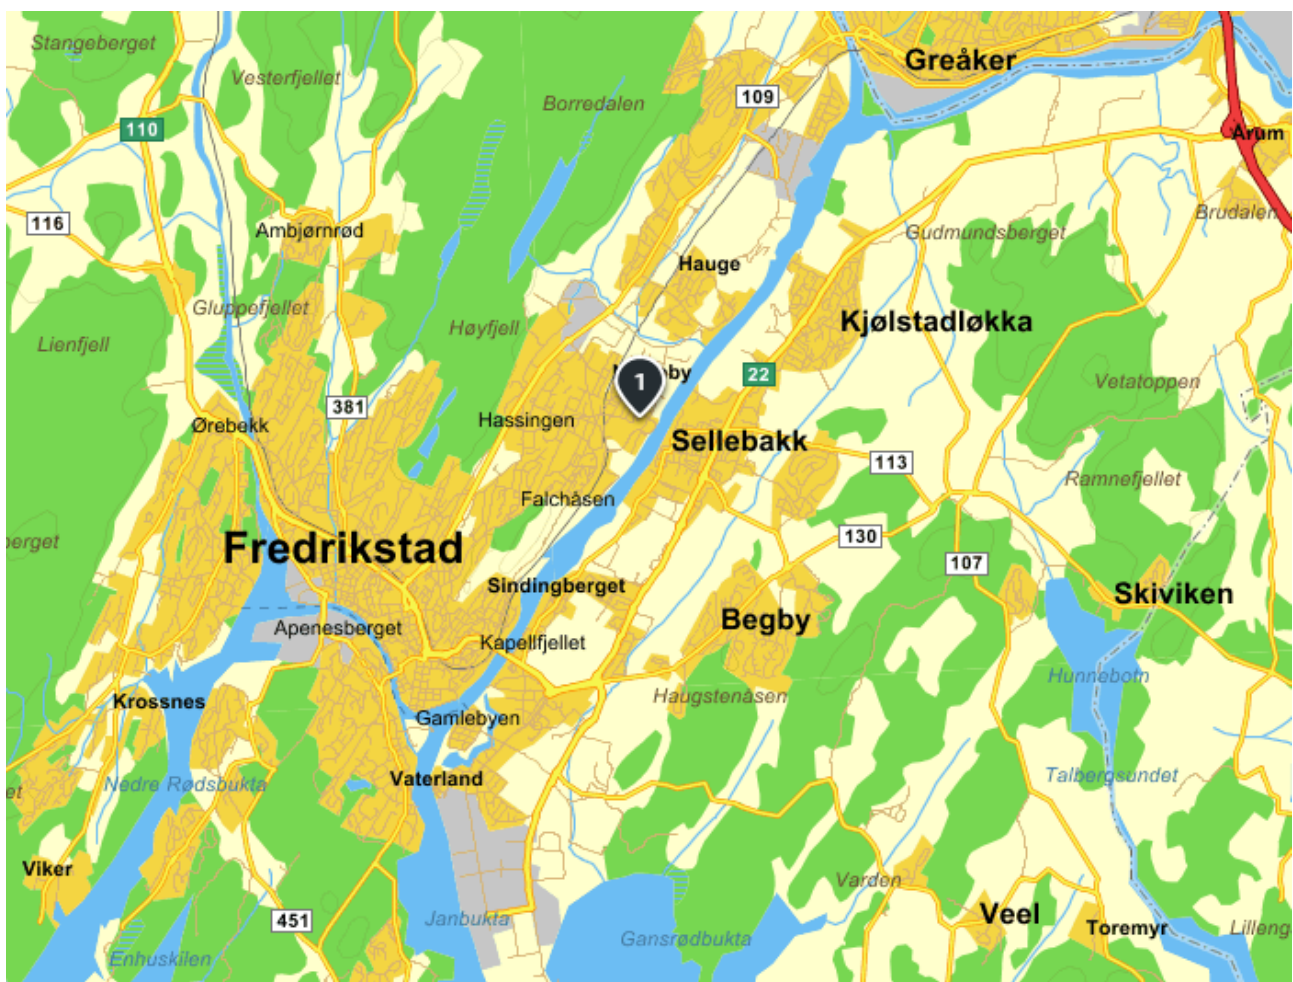 Stangeberget
Vesterfjellet
Greåker
109
Borredalen
110
Årum
116
Ambjørnrød
Brudalen
Gudmundsberget
Hauge
Gluppefjellet
Høyfjell
Kjølstadløkka
Lienfjell
1
22
Vetatoppen
381
Hassingen
Ørebekk
Sellebakk
113
Ramnefjellet
Falchåsen
130
Fredrikstad
107
Sindingberget
Skiviken
Begby
Apenesberget
Kapellfjellet
Hunnebotn
Haugstenåsen
Krossnes
Gamlebyen
Talbergsundet
Vaterland
Nedre Rødsbukta
Viker
Varden
Veel
451
Janbukta
Toremyr
Gansrødbukta
Enhuskilen